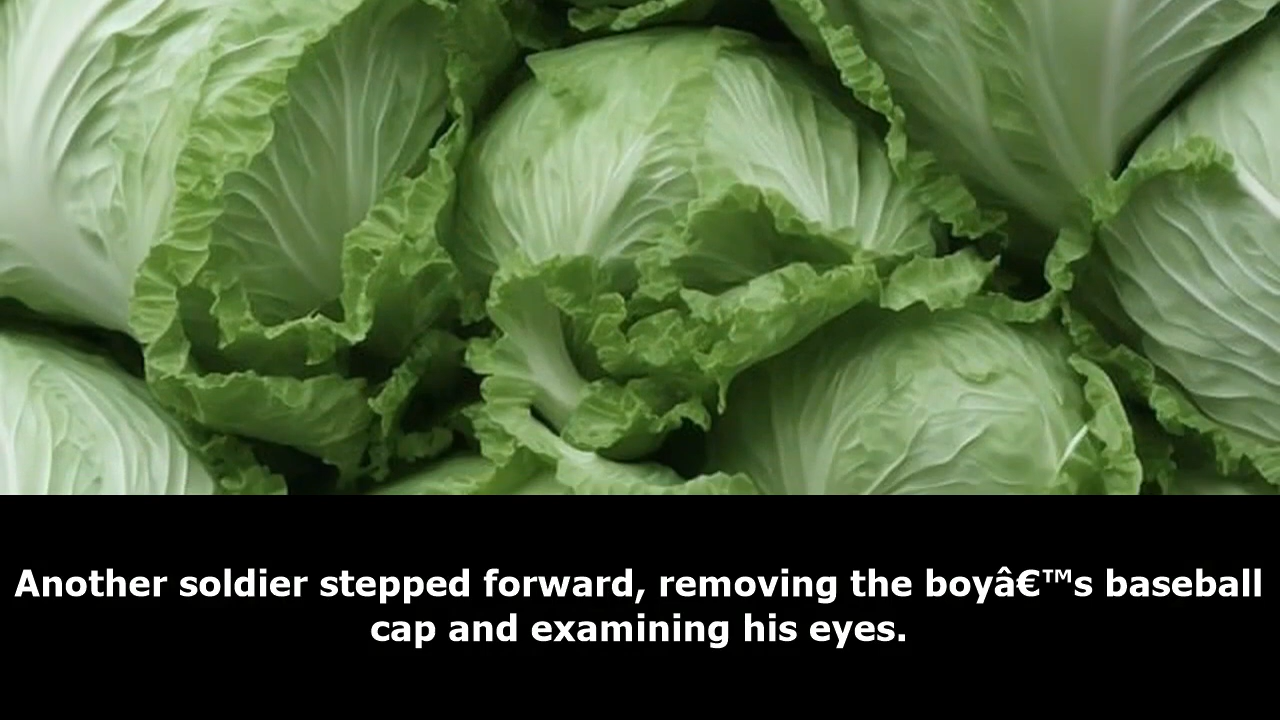 Another soldier stepped forward, removing the boyâ€™s baseball
cap and examining his eyes.